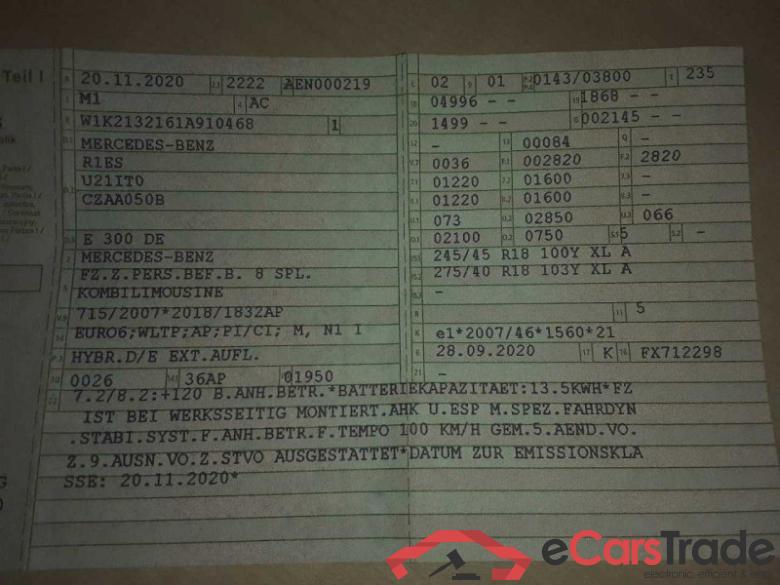 Teil I
20.11.2020 2222 AEN000219
M1 AC
W1K2132161A910468 1
MERCEDES-BENZ
R1ES
U21IT0
CZAA050B
E 300 DE
MERCEDES-BENZ
FZ.Z.PERS.BEF.B. 8 SPL.
KOMBILIMOUSINE
715/2007*2018/1832AP
EURO6;WLTP;AP;PI/CI; M, N1 I
HYBR.D/E EXT.AUFL.
0026 36AP 01950
02 01 0143/03800 235
04996 - - 1868 - -
1499 - - 002145 - -
- 00084 -
0036 002820 2820
01220 01600 -
01220 01600 -
073 02850 066
02100 0750 5 -
245/45 R18 100Y XL A
275/40 R18 103Y XL A
-
5
e1*2007/46*1560*21
28.09.2020 K FX712298
-
7.2/8.2:+120 B.ANH.BETR.*BATTERIEKAPAZITAET:13.5KWH*FZ
IST BEI WERKSSEITIG MONTIERT.AHK U.ESP M.SPEZ.FAHRDYN
.STABI.SYST.F.ANH.BETR.F.TEMPO 100 KM/H GEM.5.AEND.VO.
Z.9.AUSN.VO.Z.STVO AUSGESTATTET*DATUM ZUR EMISSIONSKLA
SSE: 20.11.2020*
eCarsTrade